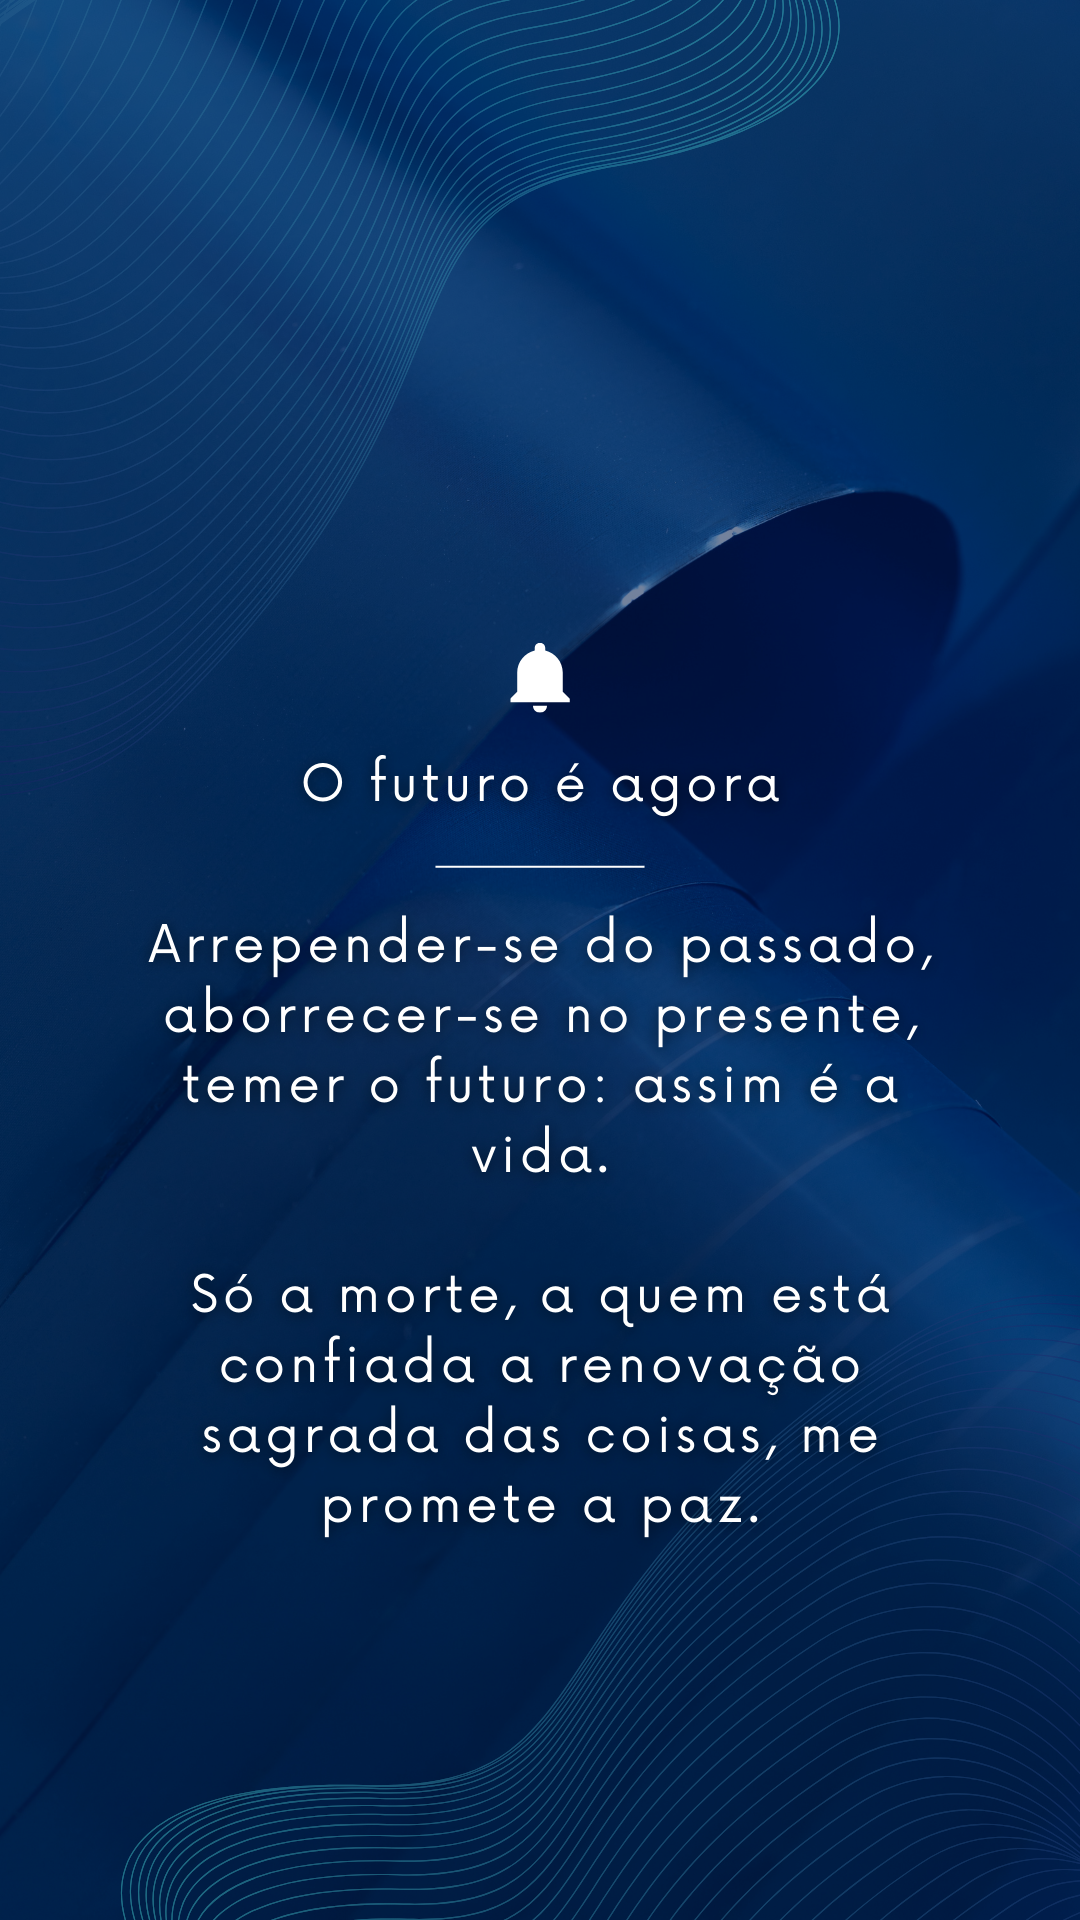 O futuro é agora
Arrepender-se do passado,
aborrecer-se no presente,
temer o futuro: assim é a
vida.
Só a morte, a quem está
confiada a renovação
sagrada das coisas, me
promete a paz.